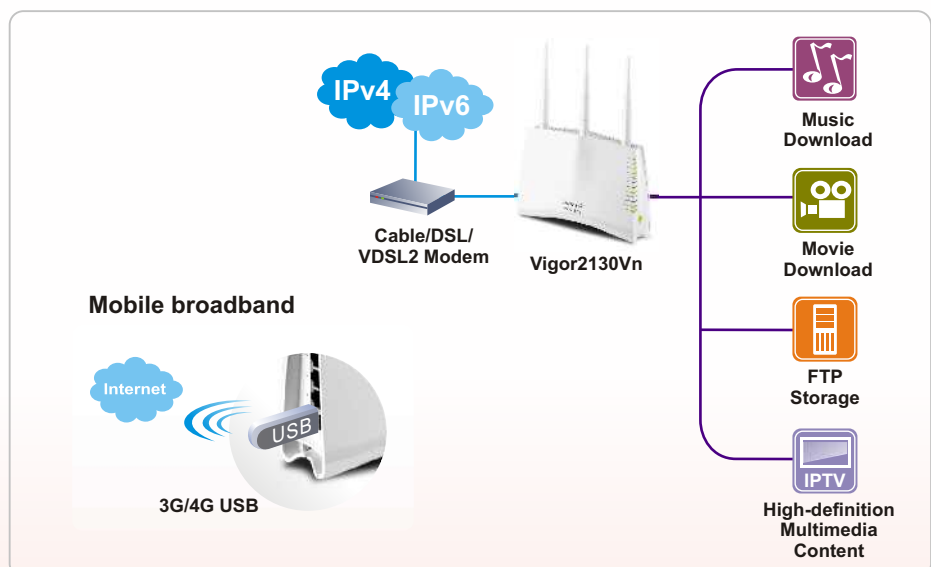 IPv4
IPv6
Cable/DSL/
VDSL2 Modem
Vigor2130Vn
Music
Download
Movie
Download
FTP
Storage
IPTV
High-definition
Multimedia
Content
Mobile broadband
Internet
USB
3G/4G USB